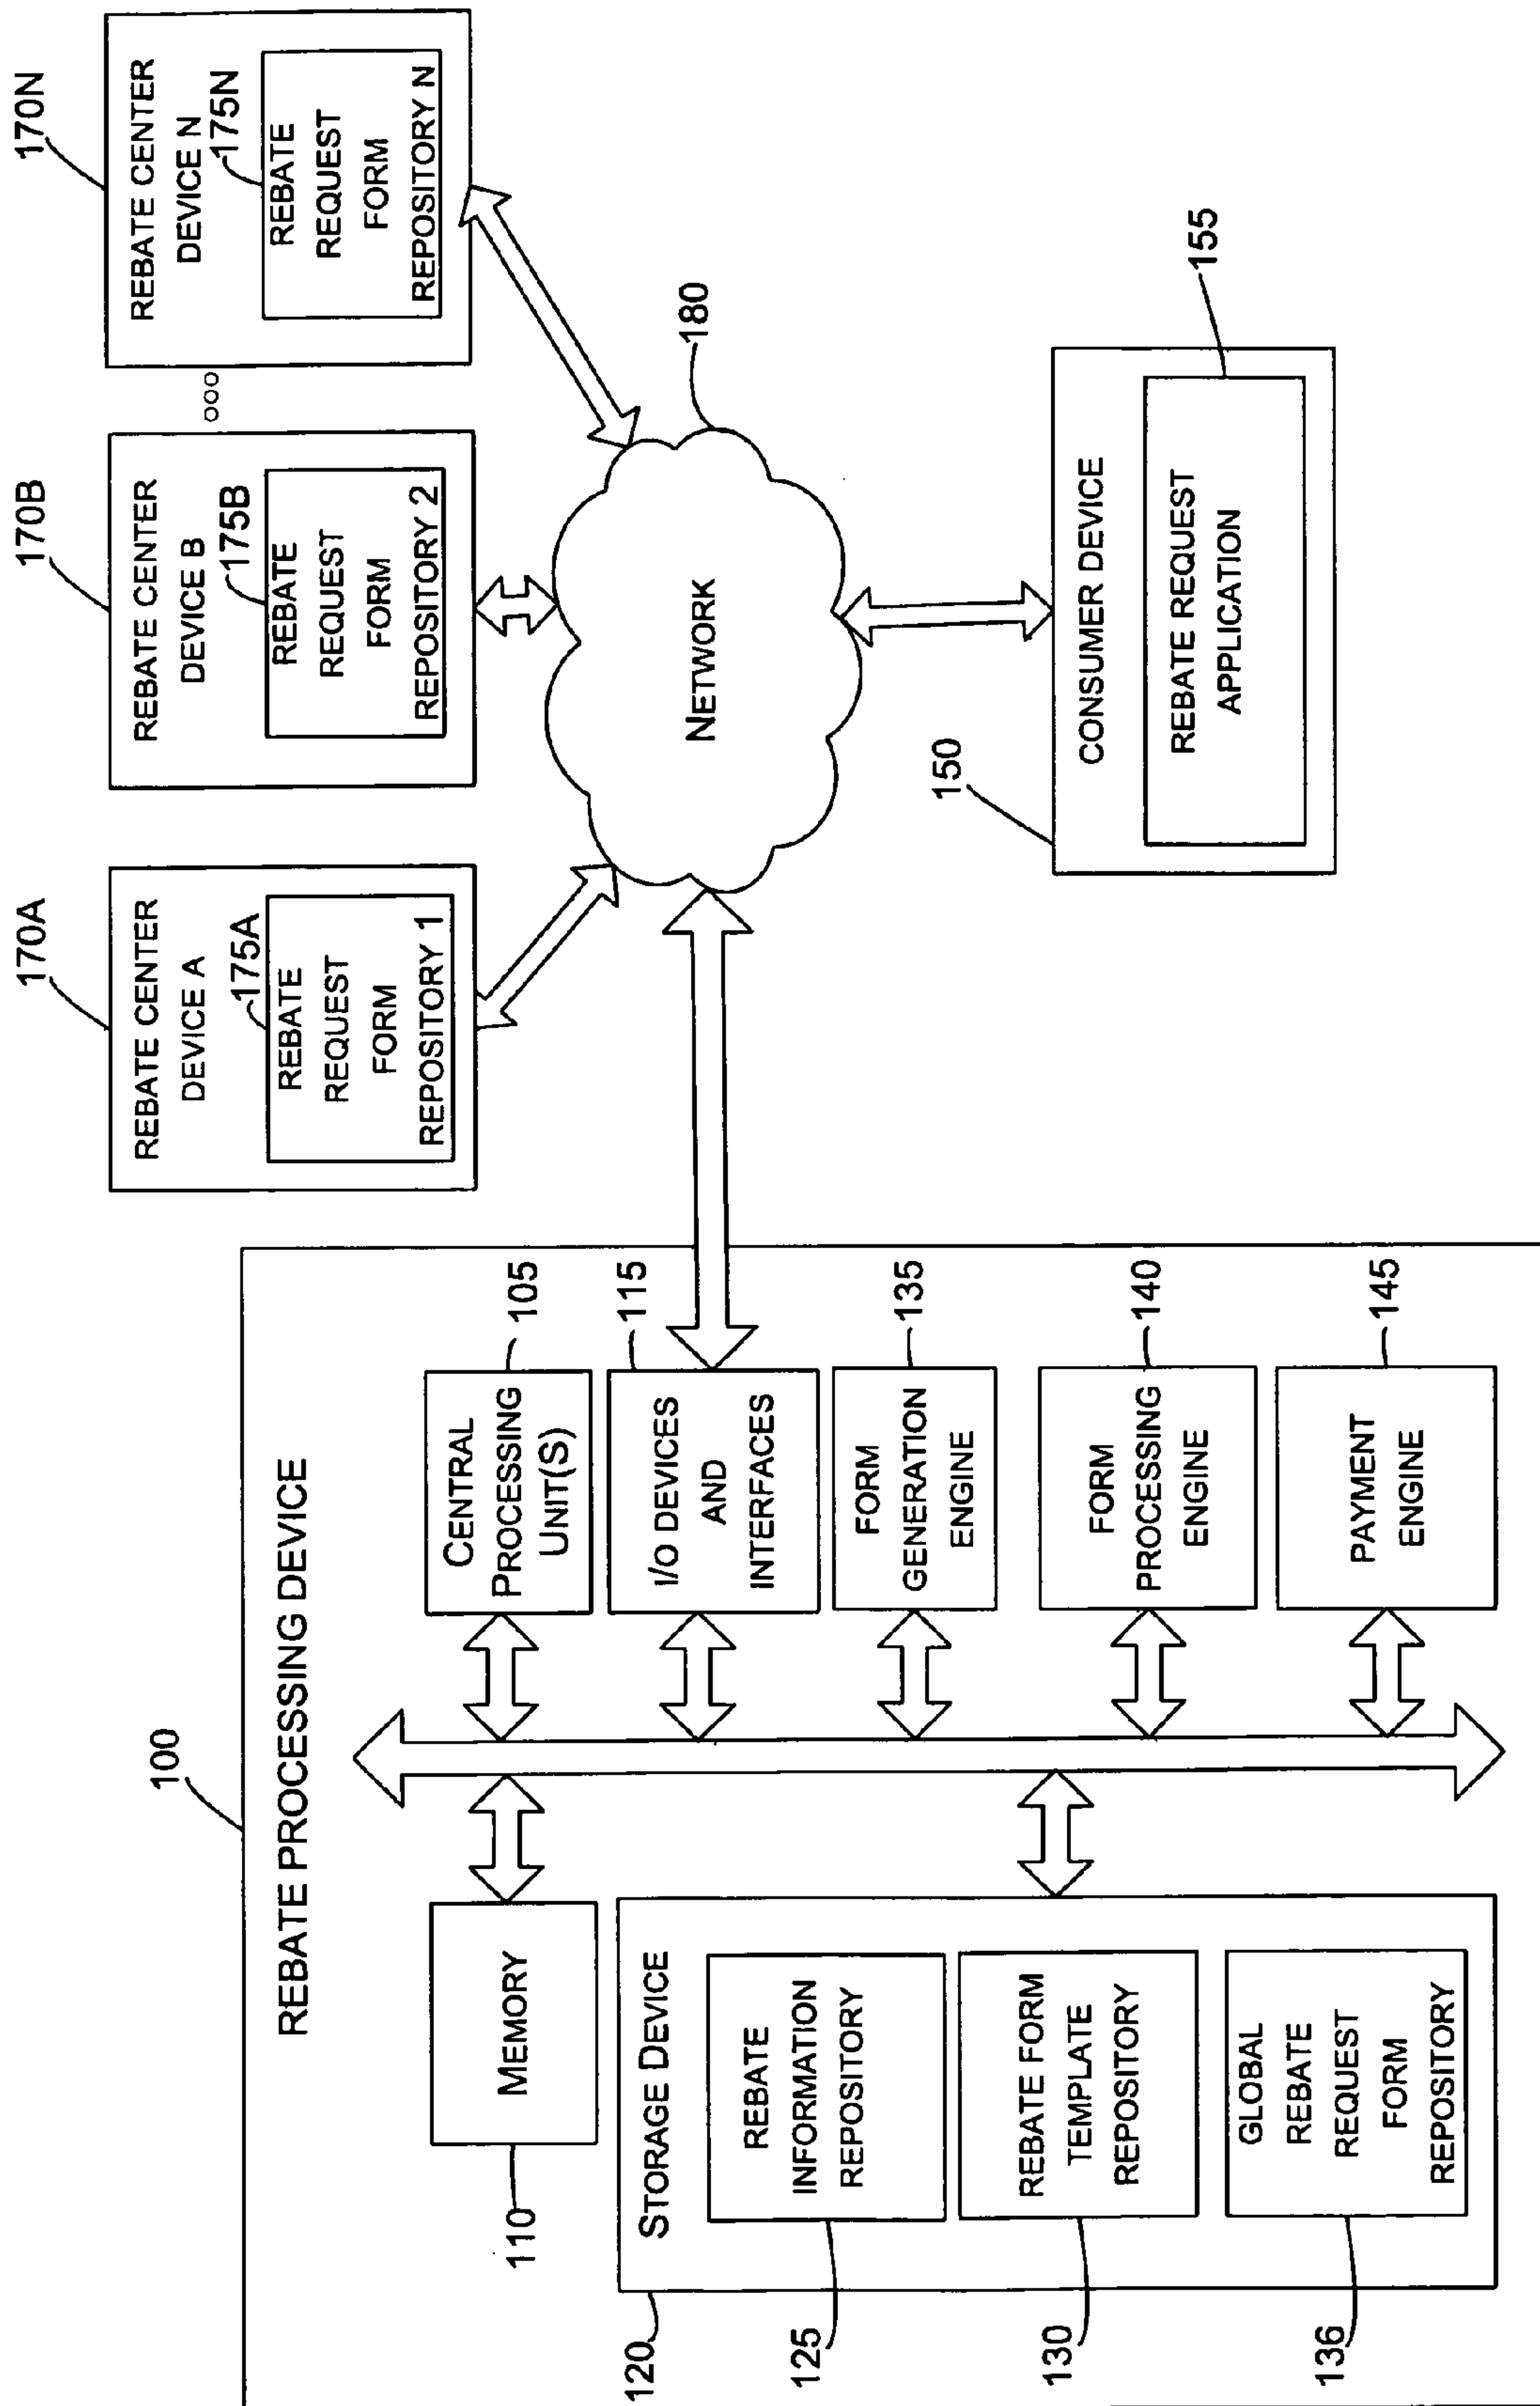 100
REBATE PROCESSING DEVICE
110
MEMORY
120
STORAGE DEVICE
125
REBATE
INFORMATION
REPOSITORY
130
REBATE FORM
TEMPLATE
REPOSITORY
136
GLOBAL
REBATE
REQUEST
FORM
REPOSITORY
105
CENTRAL
PROCESSING
UNIT(S)
115
I/O DEVICES
AND
INTERFACES
135
FORM
GENERATION
ENGINE
140
FORM
PROCESSING
ENGINE
145
PAYMENT
ENGINE
170A
REBATE CENTER
DEVICE A
175A
REBATE
REQUEST
FORM
REPOSITORY 1
170B
REBATE CENTER
DEVICE B
175B
REBATE
REQUEST
FORM
REPOSITORY 2
ooo
170N
REBATE CENTER
DEVICE N
175N
REBATE
REQUEST
FORM
REPOSITORY N
180
NETWORK
150
CONSUMER DEVICE
155
REBATE REQUEST
APPLICATION